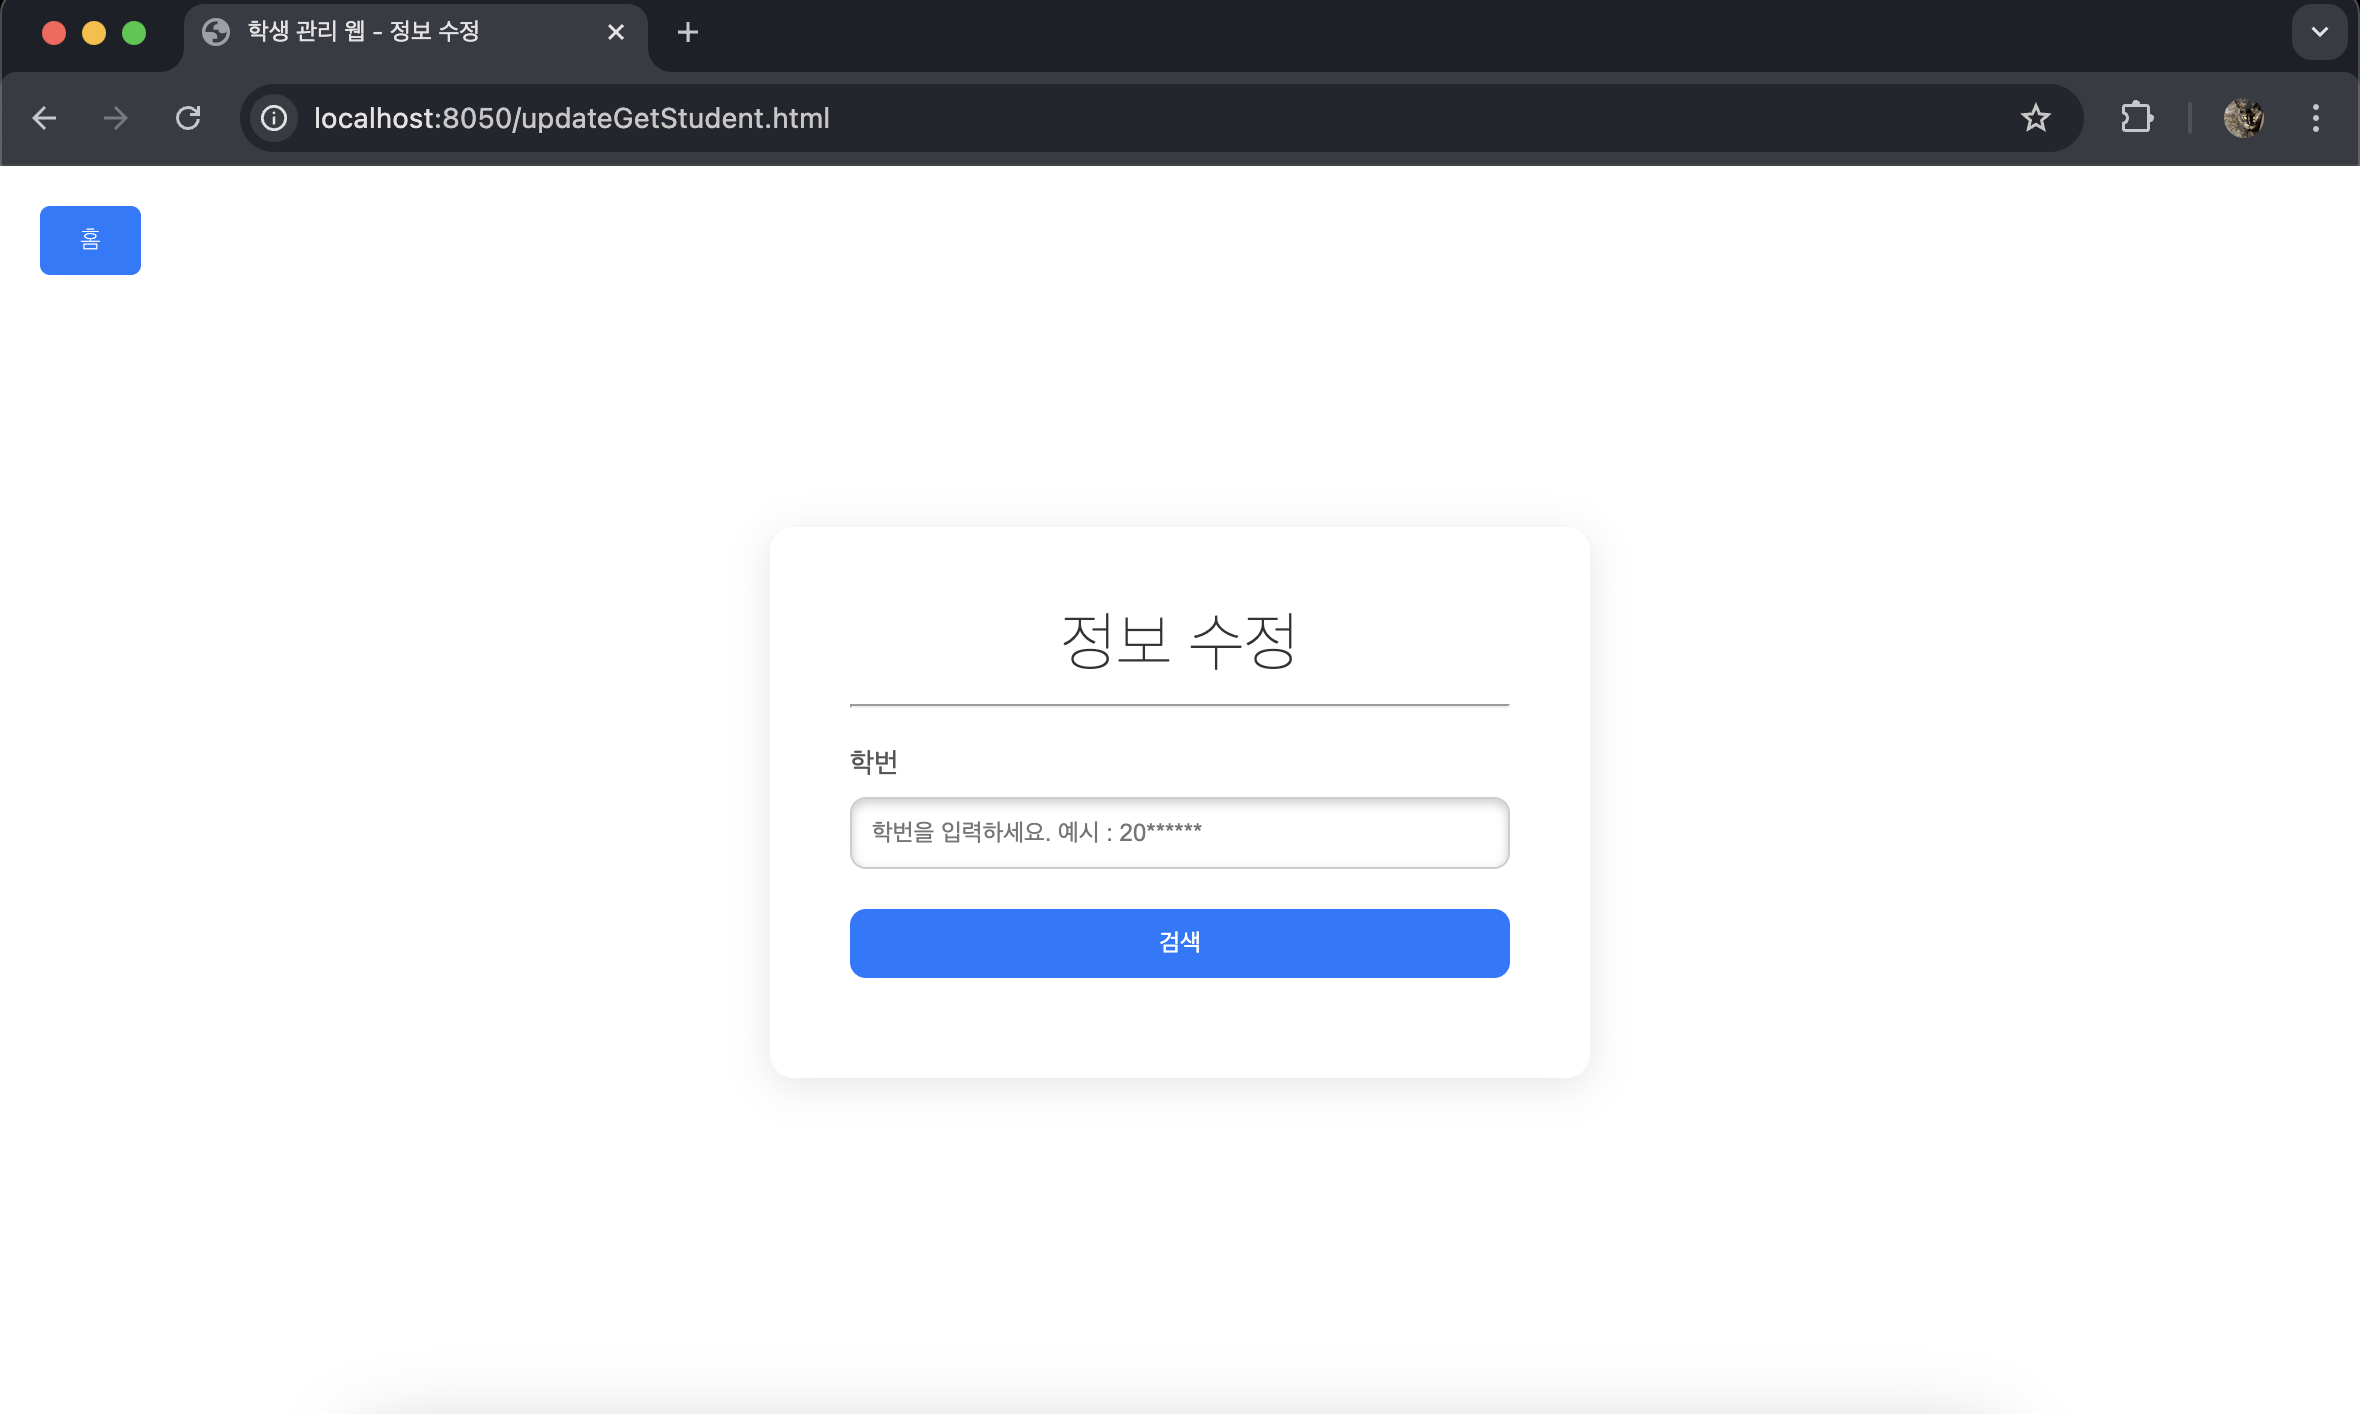 학생 관리 웹 - 정보 수정
localhost:8050/updateGetStudent.html
홈
정보 수정
학번
학번을 입력하세요. 예시 : 20******
검색